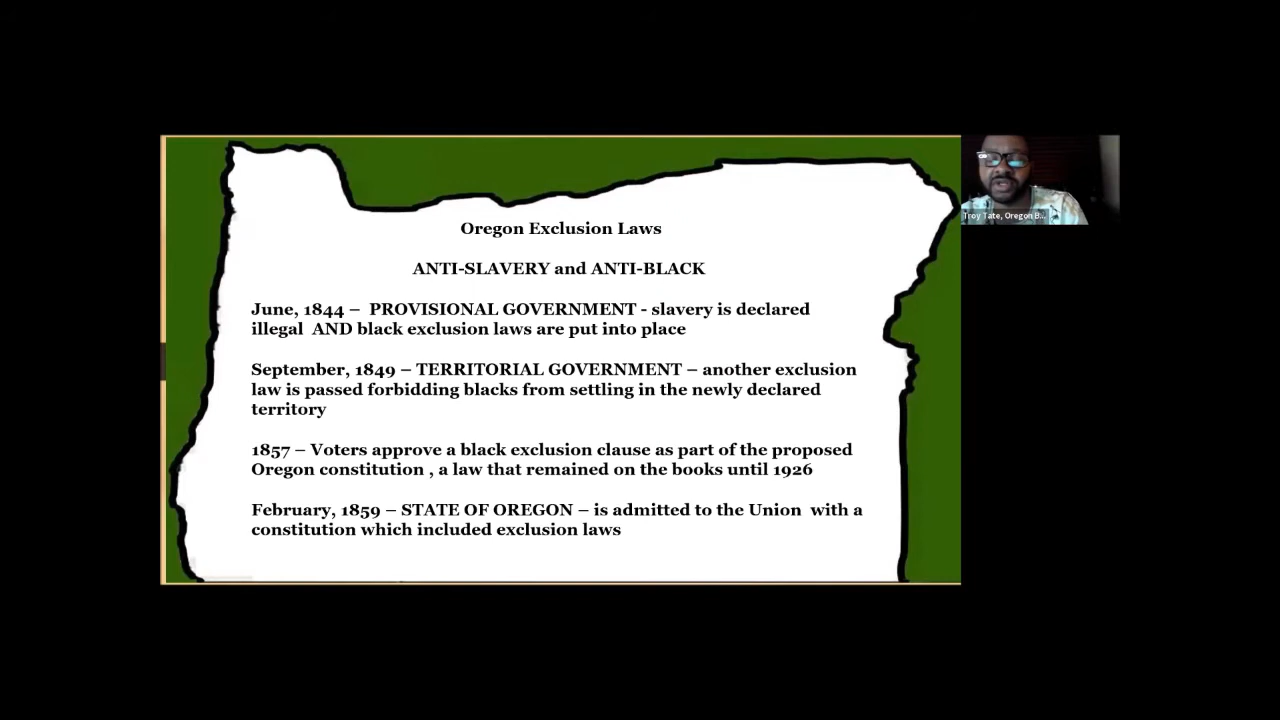 Oregon Exclusion Laws
ANTI-SLAVERY and ANTI-BLACK
June, 1844 – PROVISIONAL GOVERNMENT - slavery is declared
illegal AND black exclusion laws are put into place
September, 1849 – TERRITORIAL GOVERNMENT – another exclusion
law is passed forbidding blacks from settling in the newly declared
territory
1857 – Voters approve a black exclusion clause as part of the proposed
Oregon constitution , a law that remained on the books until 1926
February, 1859 – STATE OF OREGON – is admitted to the Union with a
constitution which included exclusion laws
Troy Tate, Oregon B...